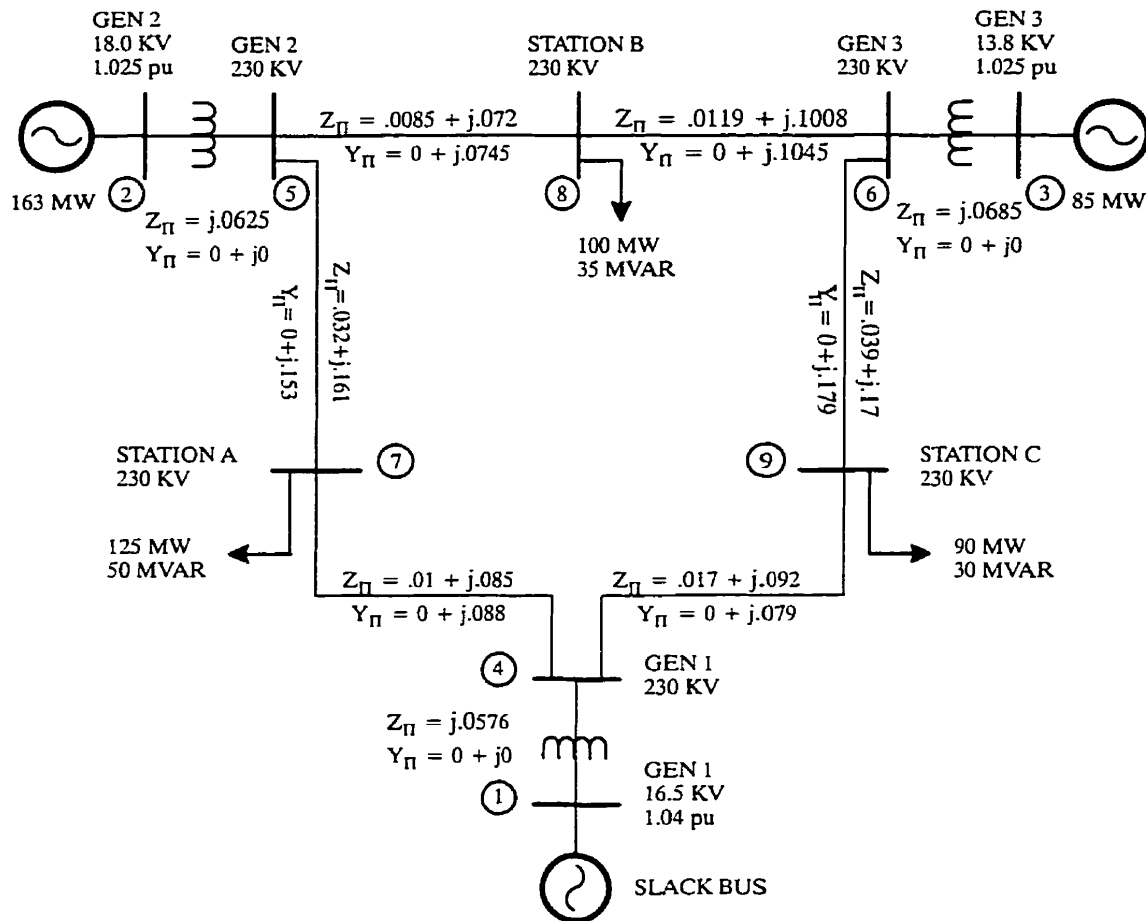 GEN 2
18.0 KV
1.025 pu
GEN 2
230 KV
STATION B
230 KV
GEN 3
230 KV
GEN 3
13.8 KV
1.025 pu
Z_Π = .0085 + j.072
Y_Π = 0 + j.0745
Z_Π = .0119 + j.1008
Y_Π = 0 + j.1045
163 MW
2
5
8
6
3
85 MW
Z_Π = j.0625
Y_Π = 0 + j0
100 MW
35 MVAR
Z_Π = j.0685
Y_Π = 0 + j0
Z_Π = .032+j.161
Y_Π = 0+j.153
Z_Π = .039+j.17
Y_Π = 0+j.179
STATION A
230 KV
7
9
STATION C
230 KV
125 MW
50 MVAR
90 MW
30 MVAR
Z_Π = .01 + j.085
Y_Π = 0 + j.088
Z_Π = .017 + j.092
Y_Π = 0 + j.079
4
GEN 1
230 KV
Z_Π = j.0576
Y_Π = 0 + j0
1
GEN 1
16.5 KV
1.04 pu
SLACK BUS